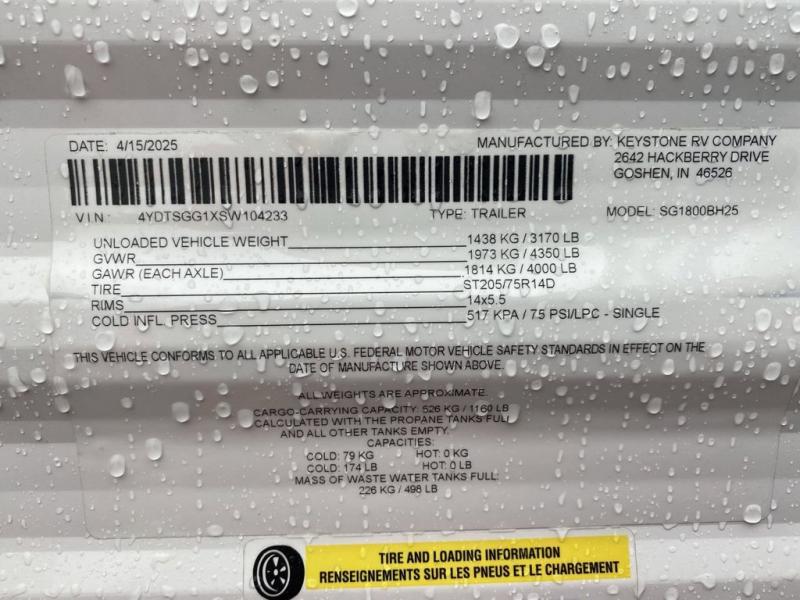 DATE: 4/15/2025 MANUFACTURED BY: KEYSTONE RV COMPANY
2642 HACKBERRY DRIVE
GOSHEN, IN 46526
V.I.N.: 4YDTSGG1XSW104233 TYPE: TRAILER MODEL: SG1800BH25
UNLOADED VEHICLE WEIGHT 1438 KG / 3170 LB
GVWR 1973 KG / 4350 LB
GAWR (EACH AXLE) 1814 KG / 4000 LB
TIRE ST205/75R14D
RIMS 14x5.5
COLD INFL. PRESS 517 KPA / 75 PSI/LPC - SINGLE
THIS VEHICLE CONFORMS TO ALL APPLICABLE U.S. FEDERAL MOTOR VEHICLE SAFETY STANDARDS IN EFFECT ON THE
DATE OF MANUFACTURE SHOWN ABOVE.
ALL WEIGHTS ARE APPROXIMATE.
CARGO-CARRYING CAPACITY: 526 KG / 1160 LB
CALCULATED WITH THE PROPANE TANKS FULL
AND ALL OTHER TANKS EMPTY.
CAPACITIES:
COLD: 79 KG HOT: 0 KG
COLD: 174 LB HOT: 0 LB
MASS OF WASTE WATER TANKS FULL:
226 KG / 498 LB
TIRE AND LOADING INFORMATION
RENSEIGNEMENTS SUR LES PNEUS ET LE CHARGEMENT